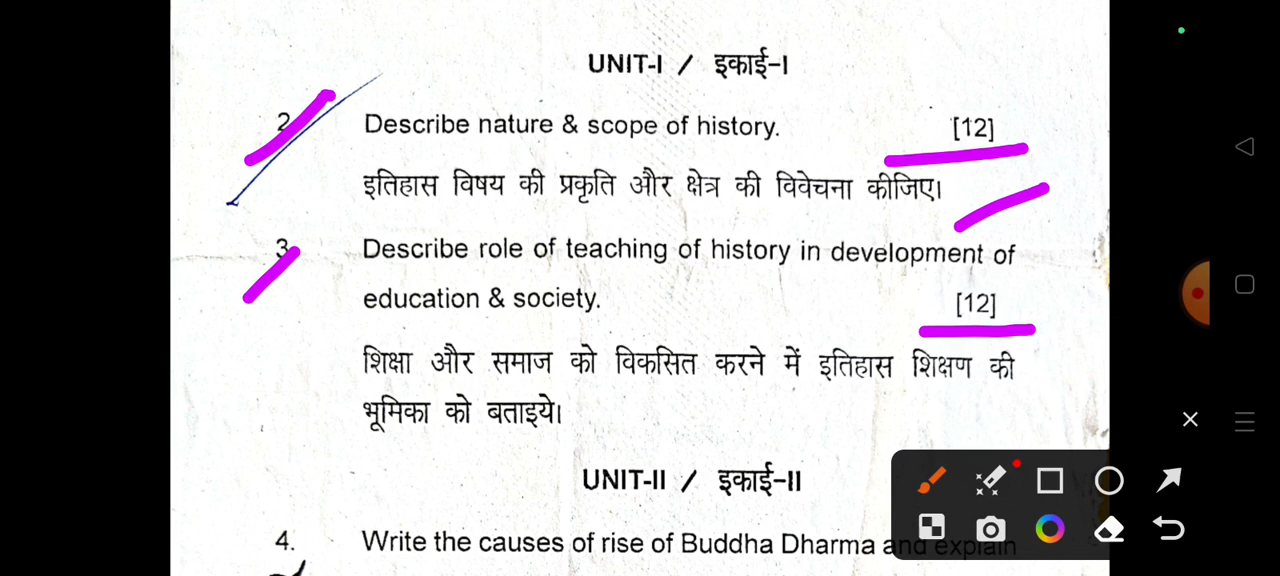 UNIT-I / इकाई-I
2. Describe nature & scope of history. [12]
इतिहास विषय की प्रकृति और क्षेत्र की विवेचना कीजिए।
3. Describe role of teaching of history in development of
education & society. [12]
शिक्षा और समाज को विकसित करने में इतिहास शिक्षण की
भूमिका को बताइये।
UNIT-II / इकाई-II
4. Write the causes of rise of Buddha Dharma and explain